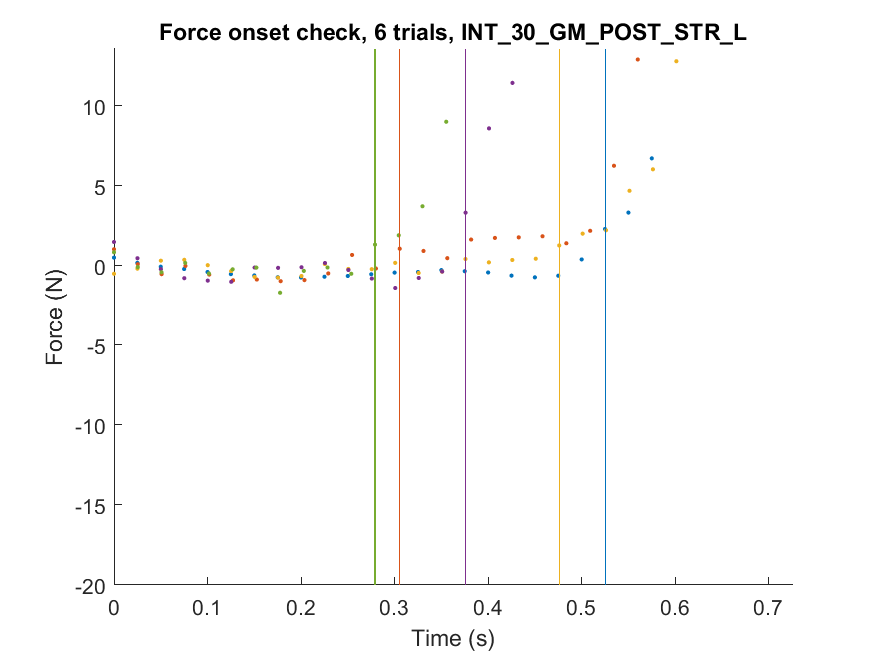 Force onset check, 6 trials, INT_30_GM_POST_STR_L
10
5
0
-5
-10
-15
-20
Force (N)
0 0.1 0.2 0.3 0.4 0.5 0.6 0.7
Time (s)